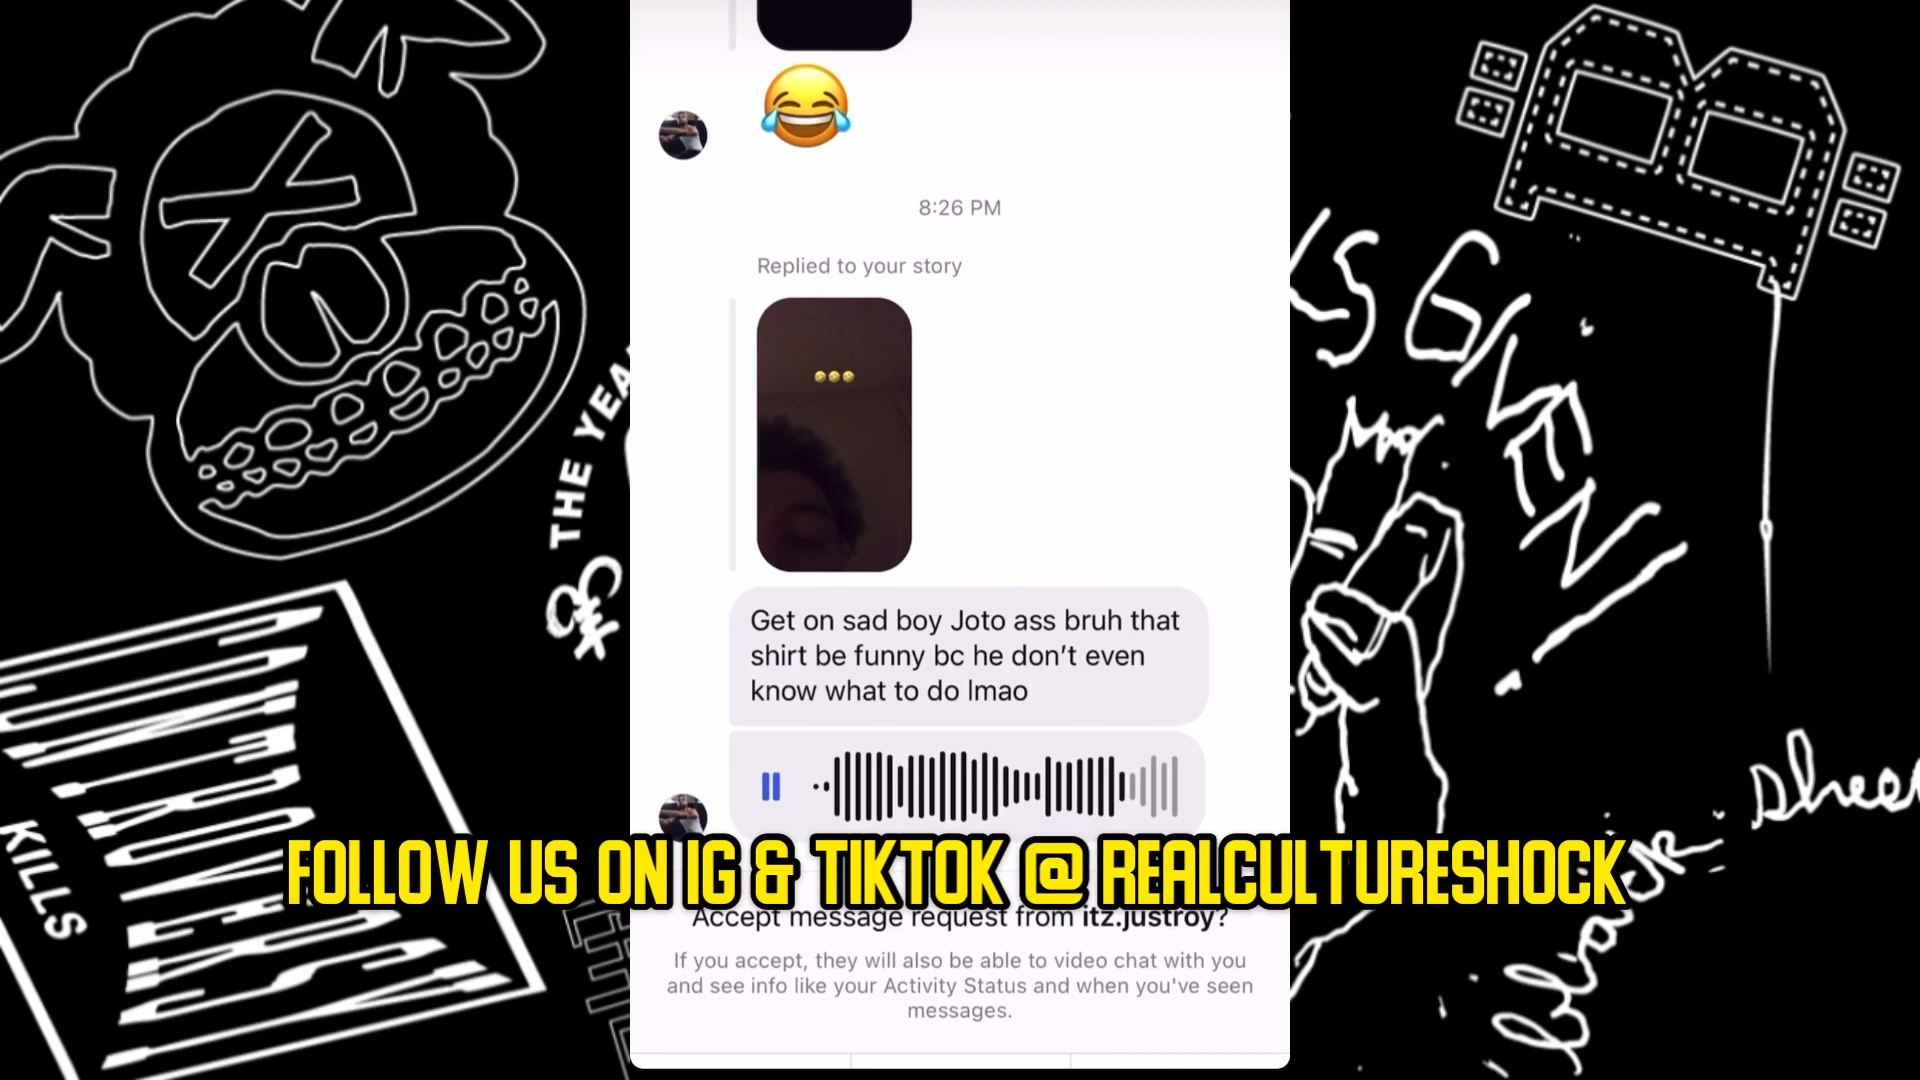 8:26 PM
Replied to your story
Get on sad boy Joto ass bruh that
shirt be funny bc he don’t even
know what to do lmao
FOLLOW US ON IG & TIKTOK @ REALCULTURESHOCK
Accept message request from itz.justroy?
If you accept, they will also be able to video chat with you
and see info like your Activity Status and when you've seen
messages.
THE YEA
KILLS